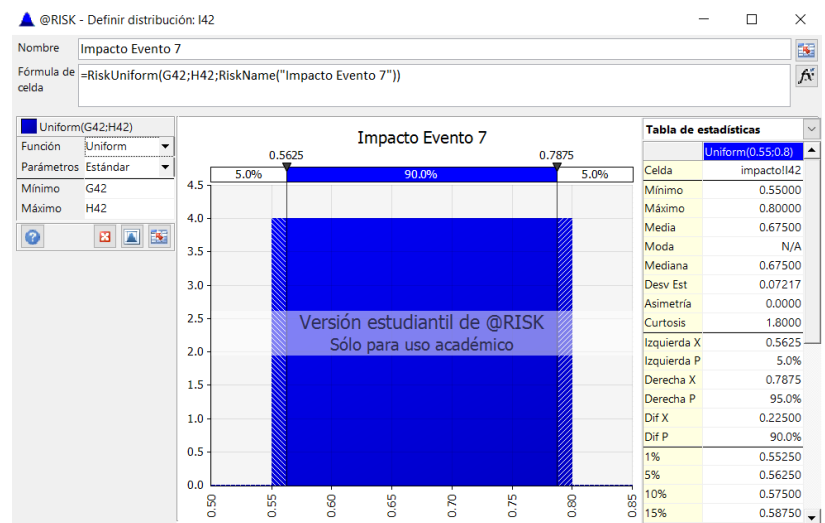 @RISK - Definir distribución: I42
Nombre
Impacto Evento 7
Fórmula de celda
=RiskUniform(G42;H42;RiskName("Impacto Evento 7"))
Uniform(G42;H42)
Función Uniform
Parámetros Estándar
Mínimo G42
Máximo H42
Impacto Evento 7
0.5625 0.7875
5.0% 90.0% 5.0%
4.5
4.0
3.5
3.0
2.5
2.0
1.5
1.0
0.5
0.0
0.50 0.55 0.60 0.65 0.70 0.75 0.80 0.85
Versión estudiantil de @RISK
Sólo para uso académico
Tabla de estadísticas
Uniform(0.55;0.8)
Celda impacto!I42
Mínimo 0.55000
Máximo 0.80000
Media 0.67500
Moda N/A
Mediana 0.67500
Desv Est 0.07217
Asimetría 0.0000
Curtosis 1.8000
Izquierda X 0.5625
Izquierda P 5.0%
Derecha X 0.7875
Derecha P 95.0%
Dif X 0.22500
Dif P 90.0%
1% 0.55250
5% 0.56250
10% 0.57500
15% 0.58750